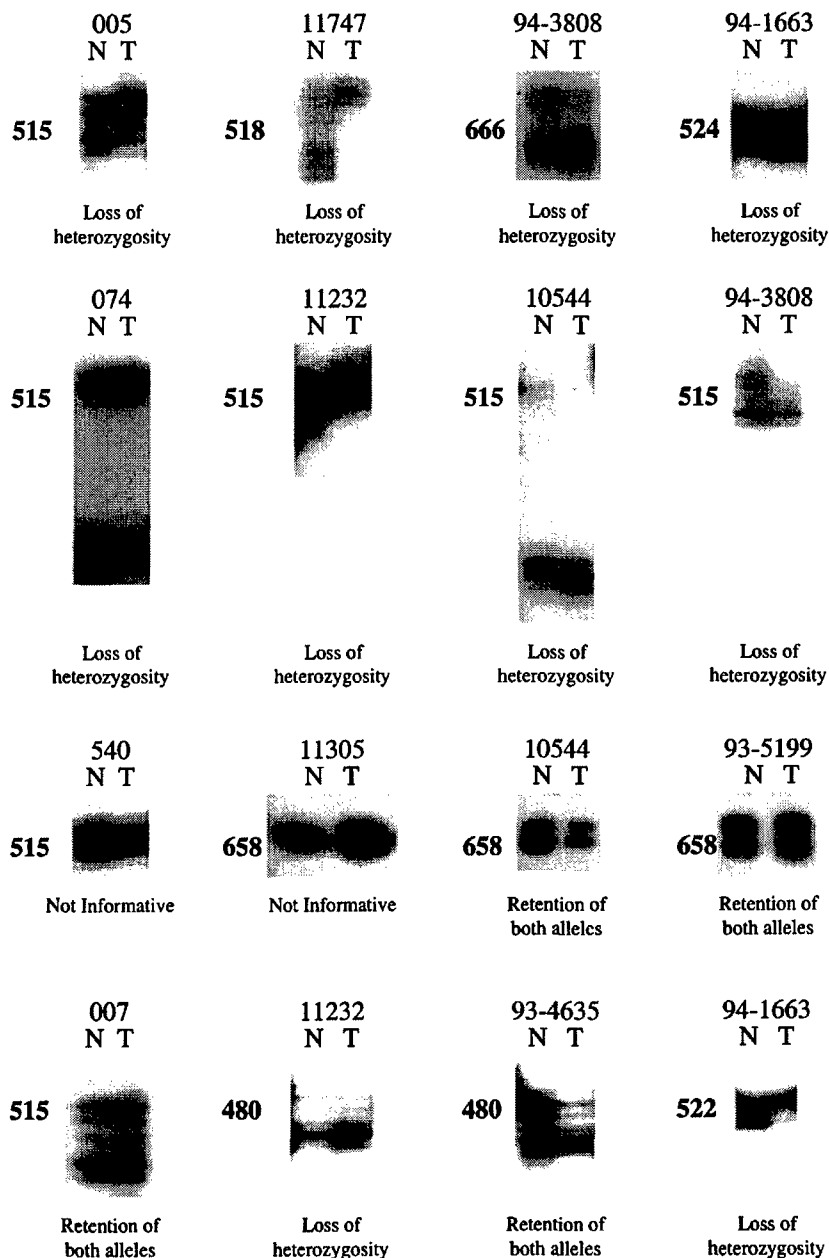 005 11747 94-3808 94-1663
N T N T N T N T
515 518 666 524
Loss of Loss of Loss of Loss of
heterozygosity heterozygosity heterozygosity heterozygosity
074 11232 10544 94-3808
N T N T N T N T
515 515 515 515
Loss of Loss of Loss of Loss of
heterozygosity heterozygosity heterozygosity heterozygosity
540 11305 10544 93-5199
N T N T N T N T
515 658 658 658
Not Informative Not Informative Retention of Retention of
both allelcs both alleles
007 11232 93-4635 94-1663
N T N T N T N T
515 480 480 522
Retention of Loss of Retention of Loss of
both alleles heterozygosity both alleles heterozygosity